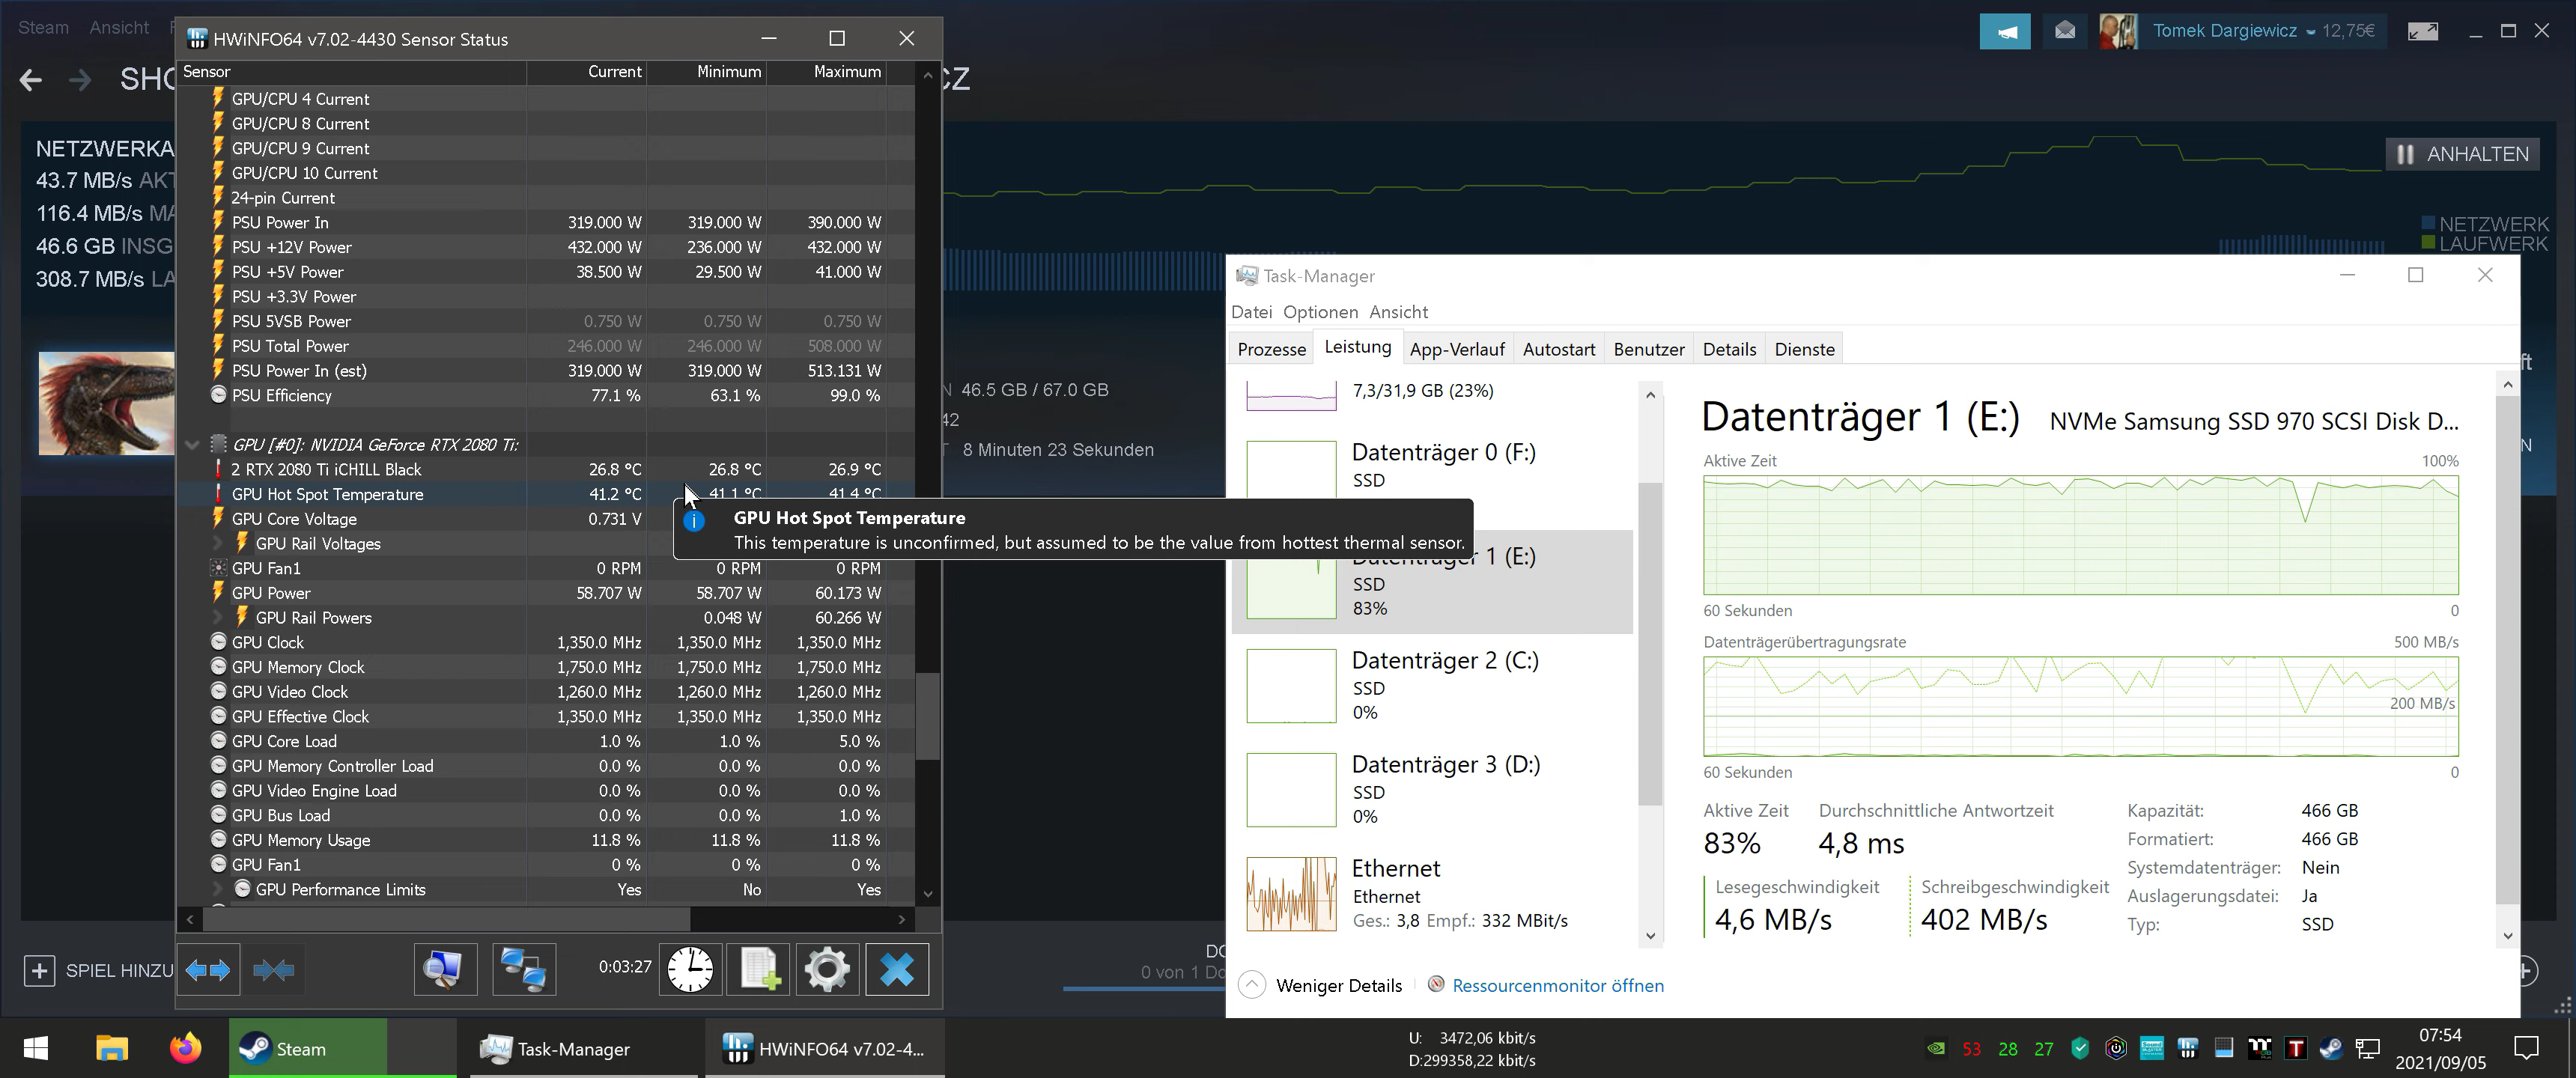 Steam Ansicht
Tomek Dargiewicz 12,75€
SHO
CZ
NETZWERKA
43.7 MB/s AKT
116.4 MB/s MA
46.6 GB INSG
308.7 MB/s LA
ANHALTEN
NETZWERK
LAUFWERK
46.5 GB / 67.0 GB
42
8 Minuten 23 Sekunden
SPIEL HINZU
0 von 1 Do
HWiNFO64 v7.02-4430 Sensor Status
Sensor Current Minimum Maximum
GPU/CPU 4 Current
GPU/CPU 8 Current
GPU/CPU 9 Current
GPU/CPU 10 Current
24-pin Current
PSU Power In 319.000 W 319.000 W 390.000 W
PSU +12V Power 432.000 W 236.000 W 432.000 W
PSU +5V Power 38.500 W 29.500 W 41.000 W
PSU +3.3V Power
PSU 5VSB Power 0.750 W 0.750 W 0.750 W
PSU Total Power 246.000 W 246.000 W 508.000 W
PSU Power In (est) 319.000 W 319.000 W 513.131 W
PSU Efficiency 77.1 % 63.1 % 99.0 %
GPU [#0]: NVIDIA GeForce RTX 2080 Ti:
2 RTX 2080 Ti iCHILL Black 26.8 °C 26.8 °C 26.9 °C
GPU Hot Spot Temperature 41.2 °C 41.1 °C 41.4 °C
GPU Core Voltage 0.731 V
GPU Hot Spot Temperature
This temperature is unconfirmed, but assumed to be the value from hottest thermal sensor.
GPU Rail Voltages
GPU Fan1 0 RPM 0 RPM 0 RPM
GPU Power 58.707 W 58.707 W 60.173 W
GPU Rail Powers 0.048 W 60.266 W
GPU Clock 1,350.0 MHz 1,350.0 MHz 1,350.0 MHz
GPU Memory Clock 1,750.0 MHz 1,750.0 MHz 1,750.0 MHz
GPU Video Clock 1,260.0 MHz 1,260.0 MHz 1,260.0 MHz
GPU Effective Clock 1,350.0 MHz 1,350.0 MHz 1,350.0 MHz
GPU Core Load 1.0 % 1.0 % 5.0 %
GPU Memory Controller Load 0.0 % 0.0 % 0.0 %
GPU Video Engine Load 0.0 % 0.0 % 0.0 %
GPU Bus Load 0.0 % 0.0 % 1.0 %
GPU Memory Usage 11.8 % 11.8 % 11.8 %
GPU Fan1 0 % 0 % 0 %
GPU Performance Limits Yes No Yes
0:03:27
Task-Manager
Datei Optionen Ansicht
Prozesse Leistung App-Verlauf Autostart Benutzer Details Dienste
7,3/31,9 GB (23%)
Datenträger 0 (F:)
SSD
Datenträger 1 (E:)
SSD
83%
Datenträger 2 (C:)
SSD
0%
Datenträger 3 (D:)
SSD
0%
Ethernet
Ethernet
Ges.: 3,8 Empf.: 332 MBit/s
Datenträger 1 (E:) NVMe Samsung SSD 970 SCSI Disk D...
Aktive Zeit 100%
60 Sekunden 0
Datenträgerübertragungsrate 500 MB/s
200 MB/s
60 Sekunden 0
Aktive Zeit Durchschnittliche Antwortzeit
83% 4,8 ms
Lesegeschwindigkeit Schreibgeschwindigkeit
4,6 MB/s 402 MB/s
Kapazität: 466 GB
Formatiert: 466 GB
Systemdatenträger: Nein
Auslagerungsdatei: Ja
Typ: SSD
Weniger Details Ressourcenmonitor öffnen
Steam
Task-Manager
HWiNFO64 v7.02-4...
U: 3472,06 kbit/s
D:299358,22 kbit/s
53 28 27
07:54
2021/09/05